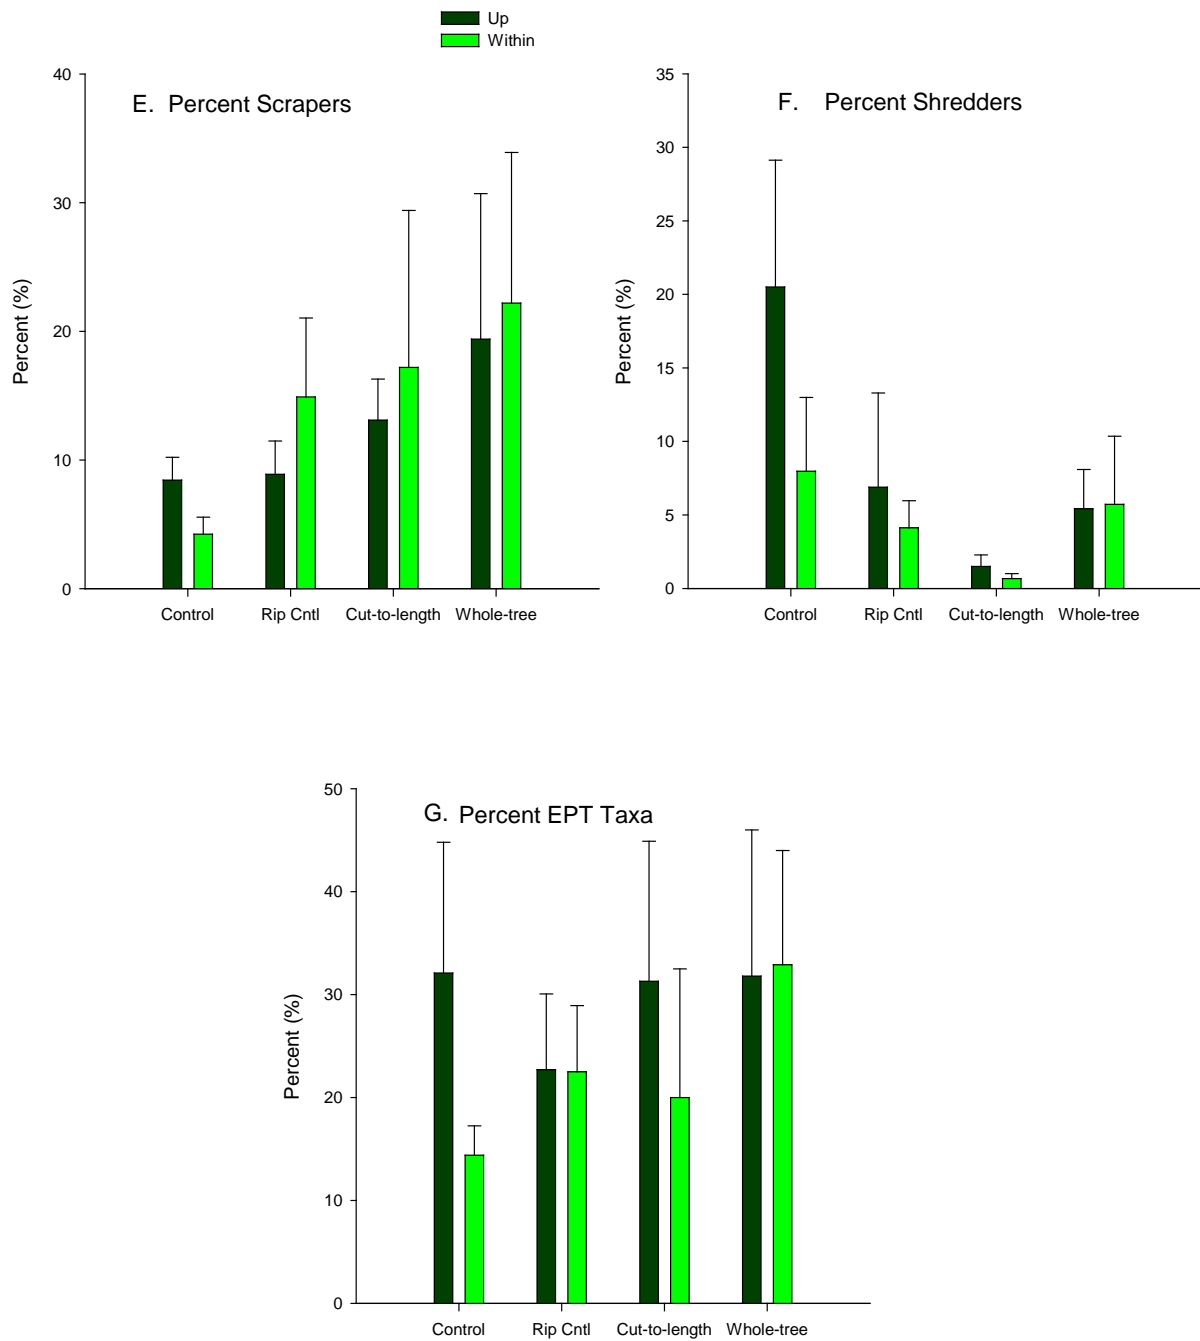 Up
Within
E. Percent Scrapers
Percent (%)
40
30
20
10
0
Control Rip Cntl Cut-to-length Whole-tree
F. Percent Shredders
Percent (%)
35
30
25
20
15
10
5
0
Control Rip Cntl Cut-to-length Whole-tree
G. Percent EPT Taxa
Percent (%)
50
40
30
20
10
0
Control Rip Cntl Cut-to-length Whole-tree